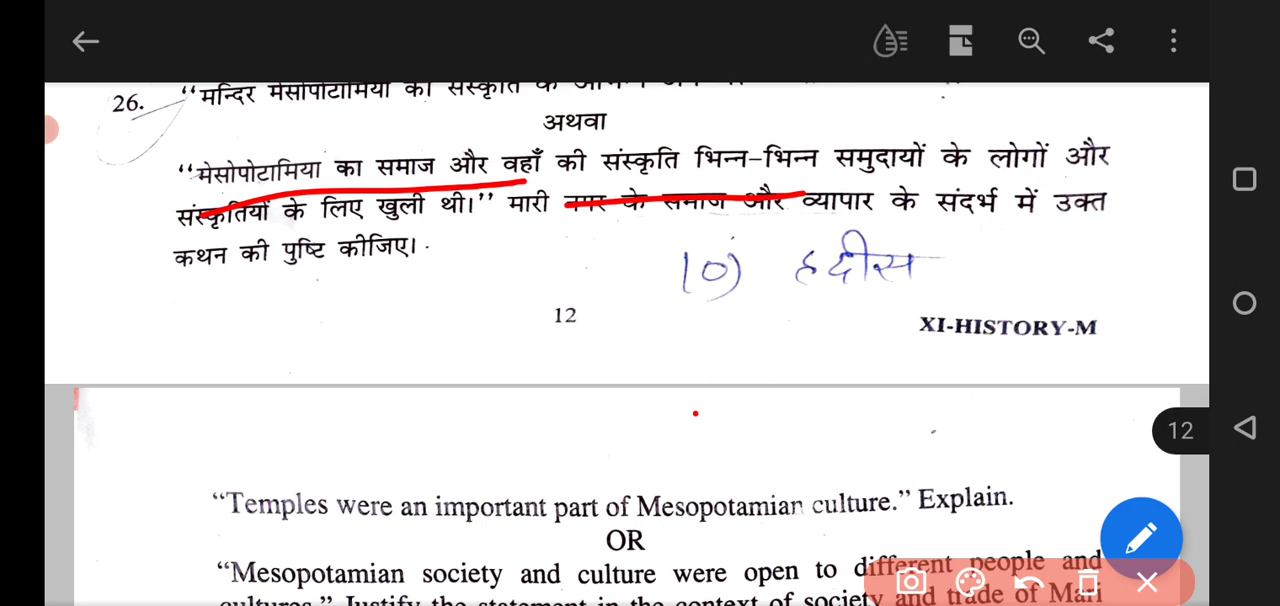 26. “मन्दिर मेसोपोटामिया की संस्कृति के
अथवा
“मेसोपोटामिया का समाज और वहाँ की संस्कृति भिन्न-भिन्न समुदायों के लोगों और
संस्कृतियों के लिए खुली थी।” मारी नगर के समाज और व्यापार के संदर्भ में उक्त
कथन की पुष्टि कीजिए।
10) हदीस
12
XI-HISTORY-M
12
“Temples were an important part of Mesopotamian culture.” Explain.
OR
“Mesopotamian society and culture were open to different people and
cultures.” Justify the statement in the context of society and trade of Mari